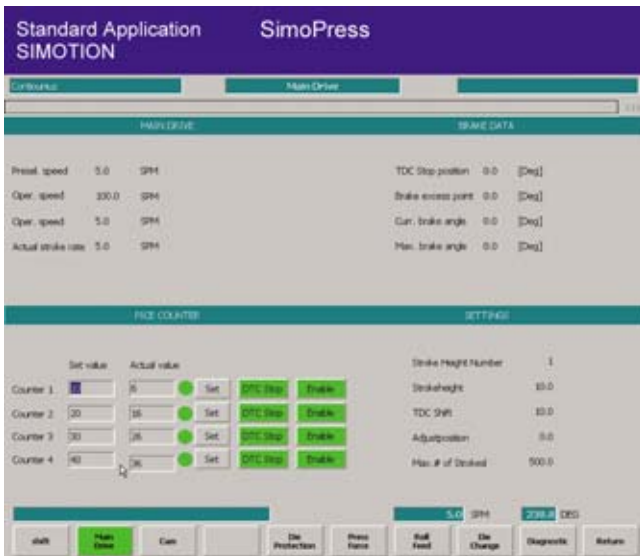 Standard Application SimoPress
SIMOTION
Continuous Main Drive
MAIN DRIVE BRAKE DATA
Presel. speed 5.0 SPM TDC Stop position 0.0 [Deg]
Oper. speed 100.0 SPM Brake excess point 0.0 [Deg]
Oper. speed 5.0 SPM Curr. brake angle 0.0 [Deg]
Actual stroke rate 5.0 SPM Max. brake angle 0.0 [Deg]
PICE COUNTER SETTINGS
Set value Actual value Stroke Height Number 1
Counter 1 6 Set DTC Stop Enable Strokeheight 10.0
Counter 2 20 16 Set DTC Stop Enable TDC Shift 10.0
Counter 3 30 26 Set DTC Stop Enable Adjustposition 0.0
Counter 4 40 36 Set DTC Stop Enable Max. # of Strokes 500.0
5.0 SPM DEG
shift Main Drive Cam Die Protection Press Force Roll Feed Die Change Diagnostic Return